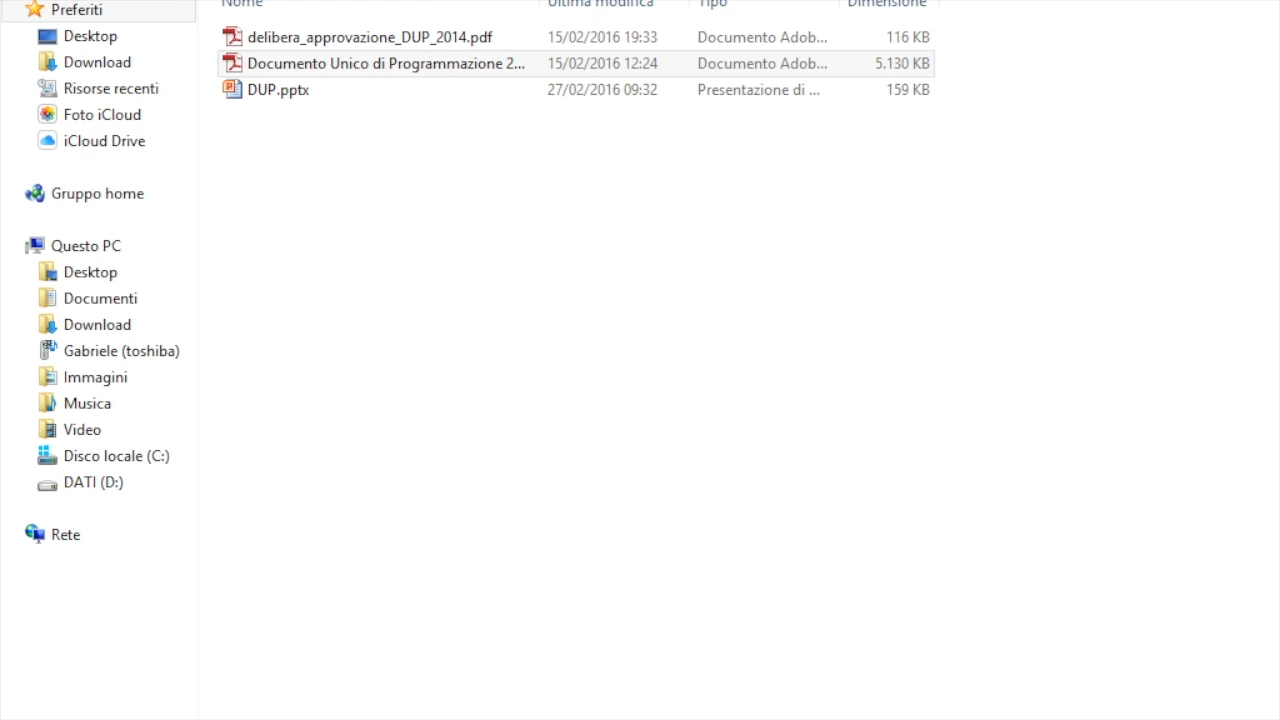 Preferiti
Desktop
Download
Risorse recenti
Foto iCloud
iCloud Drive
Gruppo home
Questo PC
Desktop
Documenti
Download
Gabriele (toshiba)
Immagini
Musica
Video
Disco locale (C:)
DATI (D:)
Rete
Nome Ultima modifica Tipo Dimensione
delibera_approvazione_DUP_2014.pdf 15/02/2016 19:33 Documento Adob... 116 KB
Documento Unico di Programmazione 2... 15/02/2016 12:24 Documento Adob... 5.130 KB
DUP.pptx 27/02/2016 09:32 Presentazione di ... 159 KB